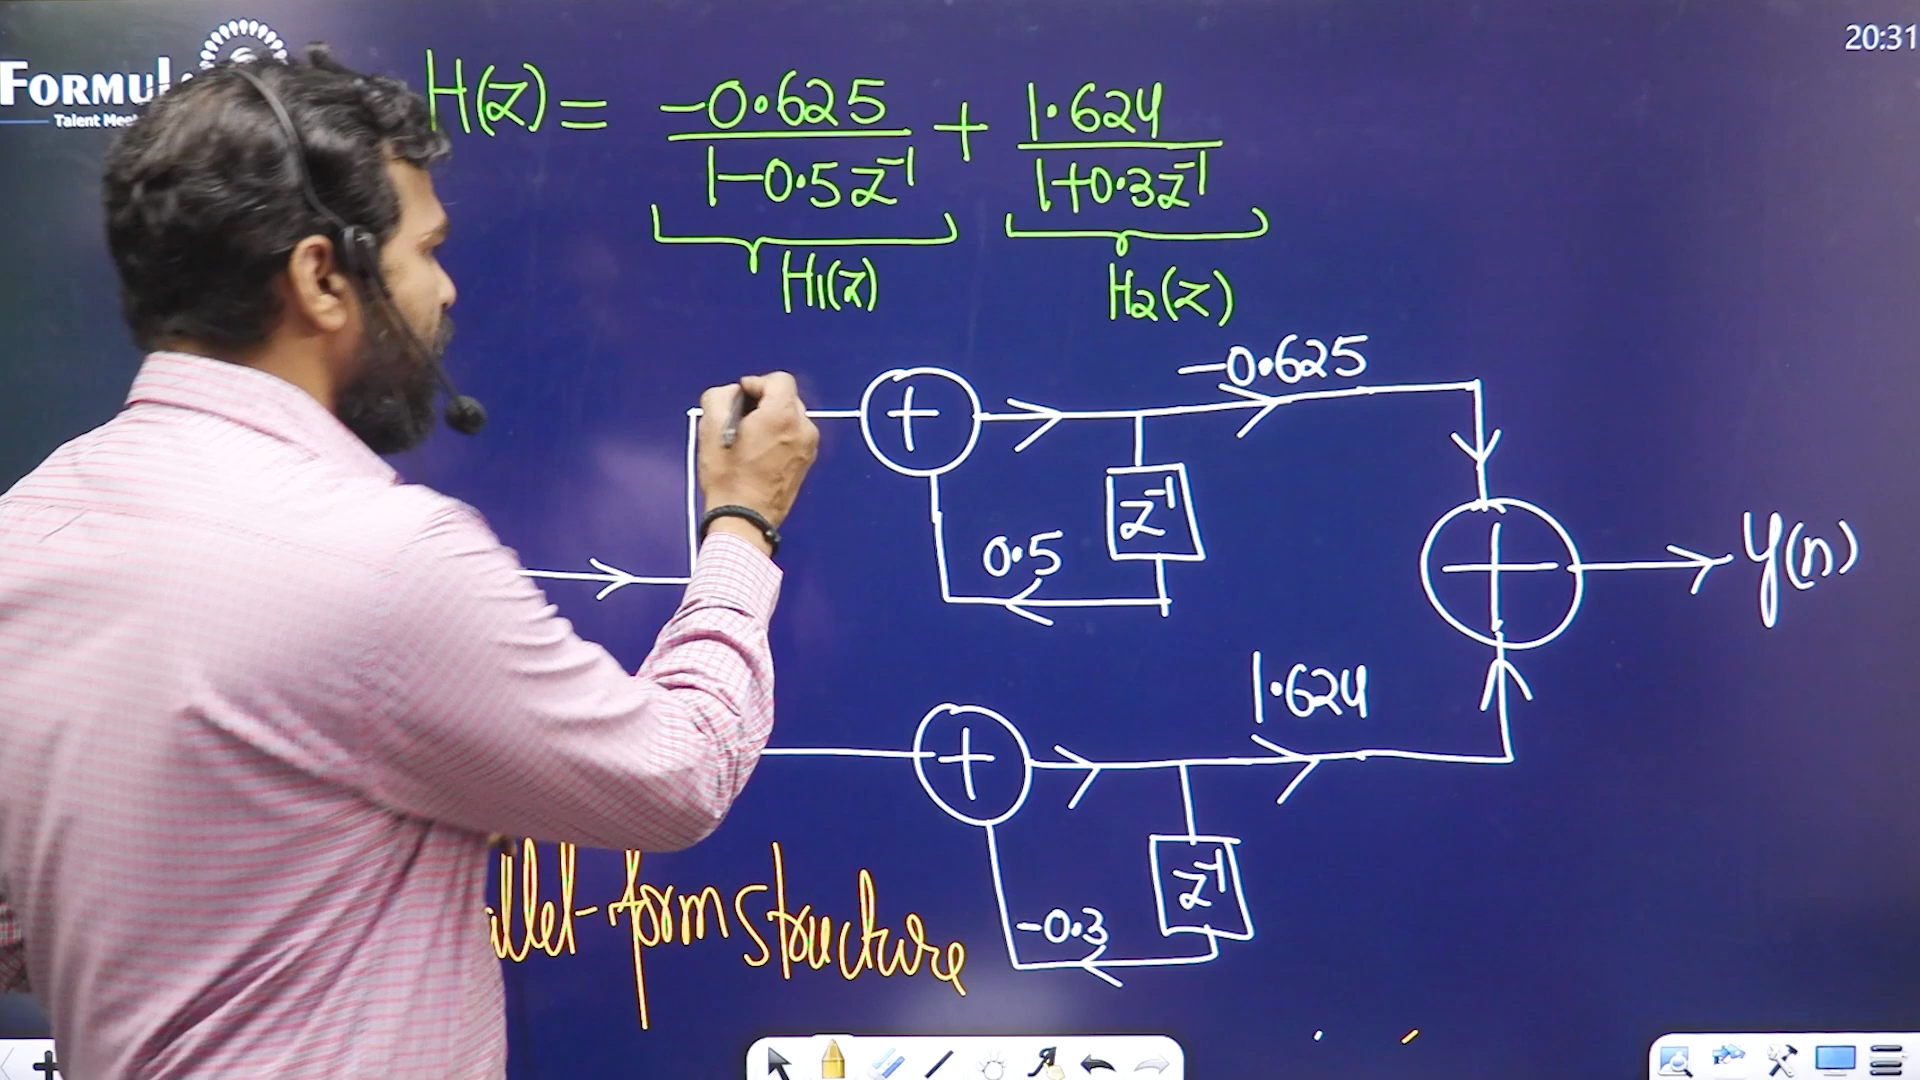 20:31
FORMUL
Talent Meet
H(z) = -0.625 / 1-0.5z⁻¹ + 1.624 / 1+0.3z⁻¹
H1(z) H2(z)
-0.625
+
z⁻¹
0.5
+
y(n)
1.624
+
z⁻¹
-0.3
allel-form structure